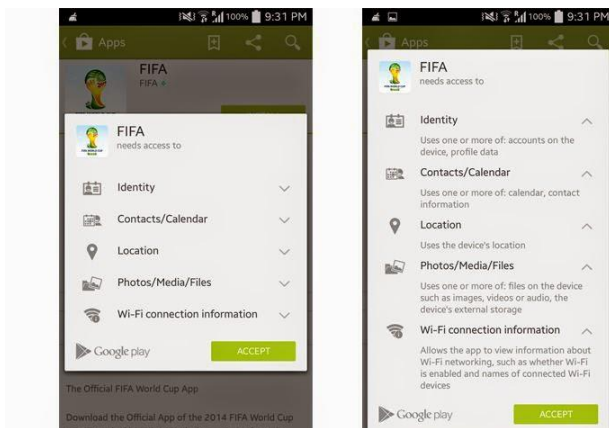 100% 9:31 PM
Apps
FIFA
FIFA
FIFA
needs access to
Identity
Contacts/Calendar
Location
Photos/Media/Files
Wi-Fi connection information
Google play
ACCEPT
The Official FIFA World Cup App
Download the Official App of the 2014 FIFA World Cup
100% 9:31 PM
Apps
FIFA
needs access to
Identity
Uses one or more of: accounts on the
device, profile data
Contacts/Calendar
Uses one or more of: calendar, contact
information
Location
Uses the device's location
Photos/Media/Files
Uses one or more of: files on the device
such as images, videos or audio, the
device's external storage
Wi-Fi connection information
Allows the app to view information about
Wi-Fi networking, such as whether Wi-Fi
is enabled and names of connected Wi-Fi
devices
Google play
ACCEPT